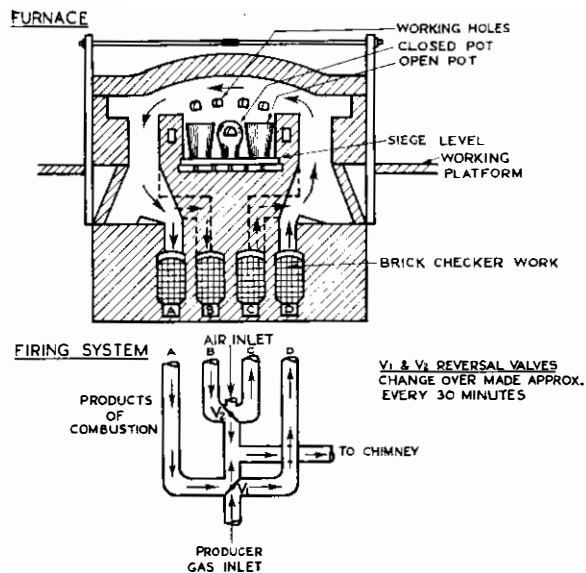 FURNACE
WORKING HOLES
CLOSED POT
OPEN POT
SIEGE LEVEL
WORKING
PLATFORM
BRICK CHECKER WORK
A B C D
FIRING SYSTEM
AIR INLET
A B C D
V1 & V2 REVERSAL VALVES
CHANGE OVER MADE APPROX.
EVERY 30 MINUTES
PRODUCTS
OF
COMBUSTION
V2
TO CHIMNEY
V1
PRODUCER
GAS INLET